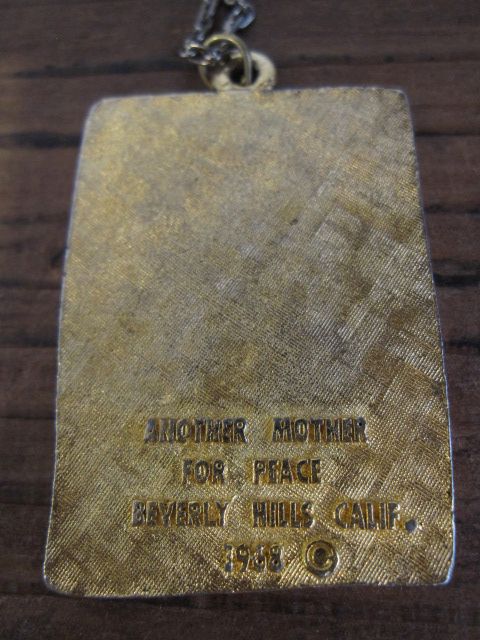 ANOTHER MOTHER
FOR PEACE
BEVERLY HILLS CALIF.
1968 ©